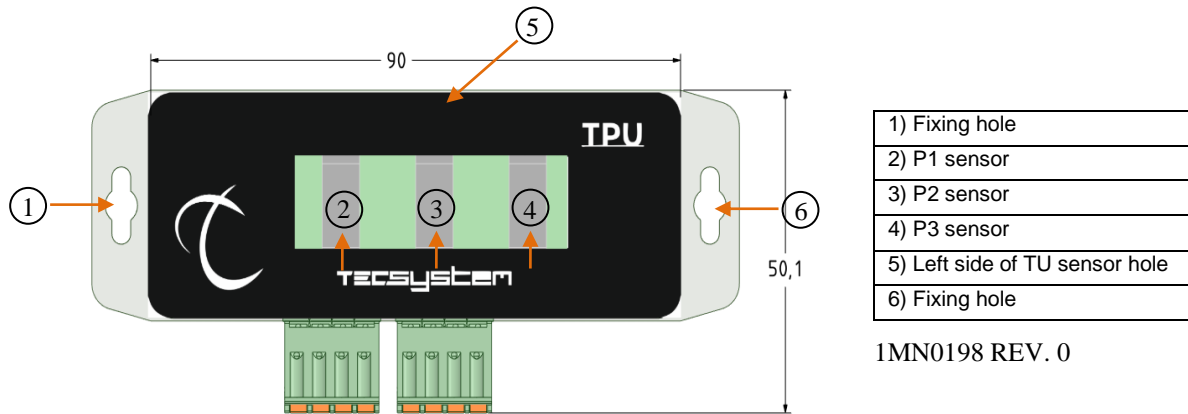 5
90
TPU
1
2
3
4
6
TECSYSTEM
50,1
1) Fixing hole
2) P1 sensor
3) P2 sensor
4) P3 sensor
5) Left side of TU sensor hole
6) Fixing hole
1MN0198 REV. 0